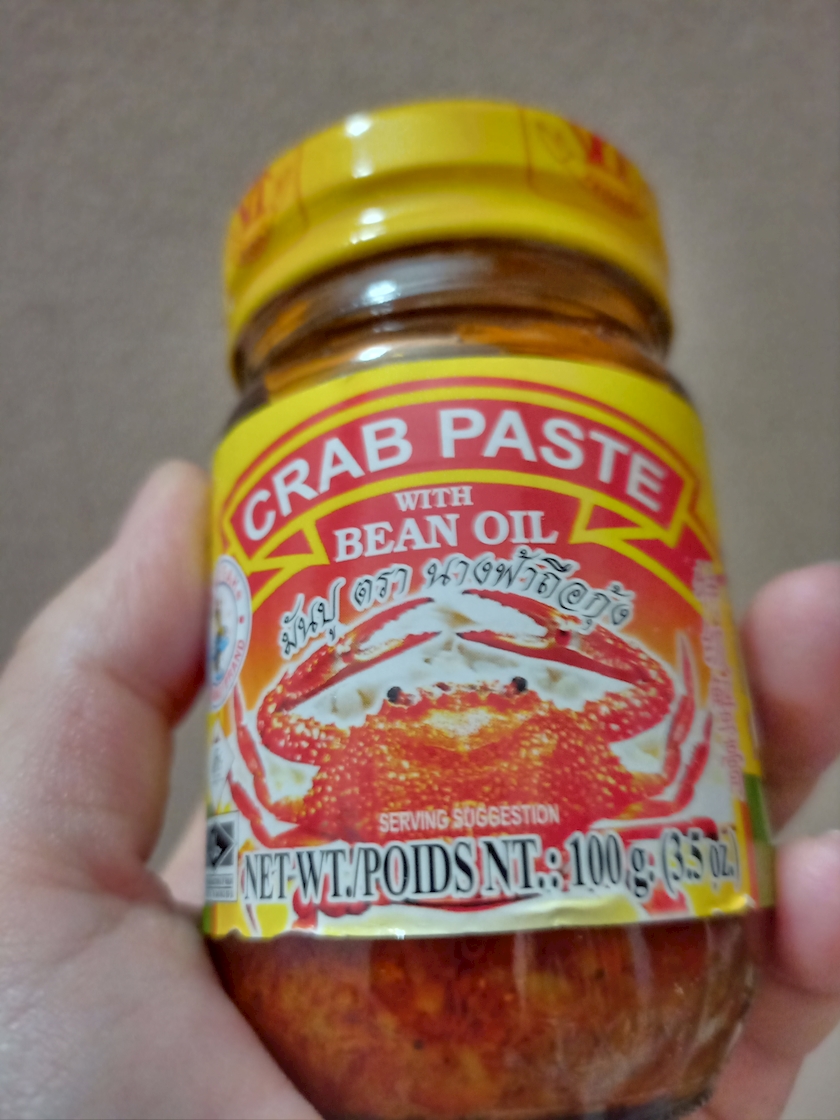 CRAB PASTE
WITH
BEAN OIL
มันปู ตรา นางฟ้าถือกุ้ง
SERVING SUGGESTION
NET-WT./POIDS NT.: 100 g. (3.5 oz.)